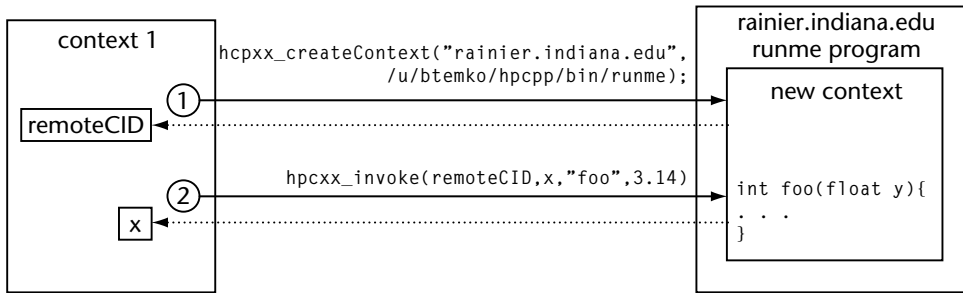 context 1
hcpxx_createContext("rainier.indiana.edu",
/u/btemko/hpcpp/bin/runme);
1
remoteCID
hpcxx_invoke(remoteCID,x,"foo",3.14)
2
x
rainier.indiana.edu
runme program
new context
int foo(float y){
. . .
}